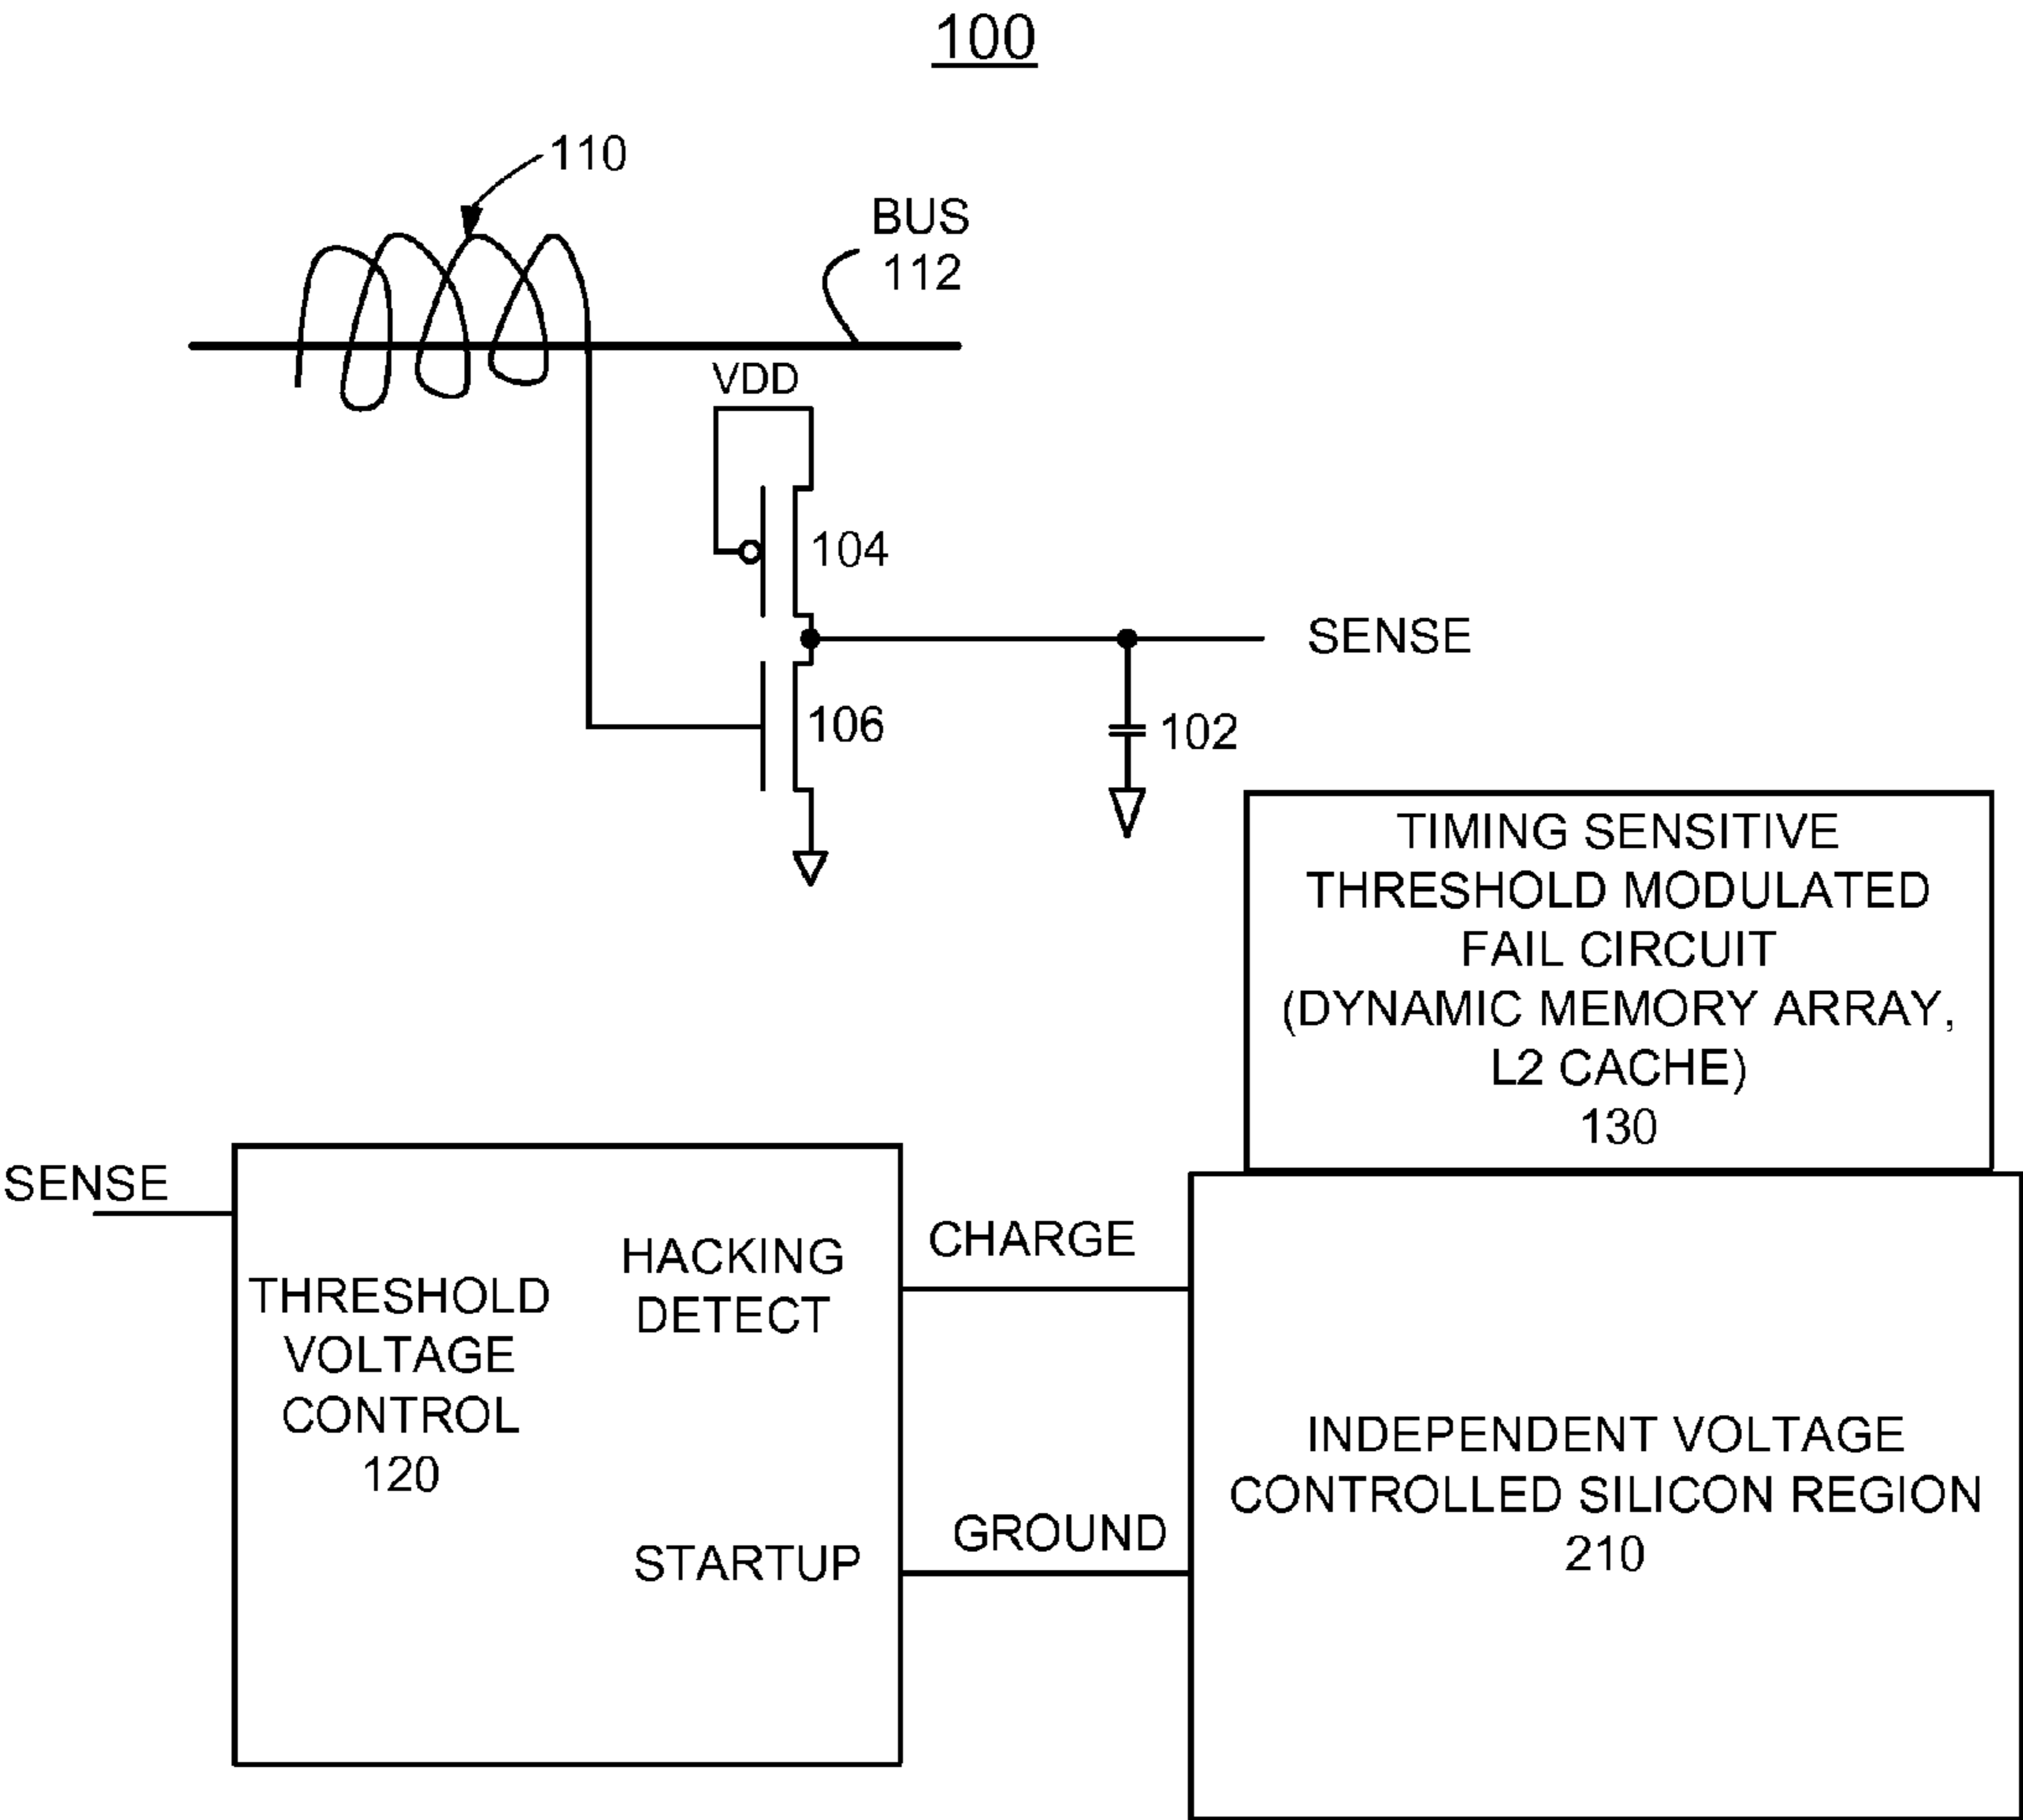 100
110
BUS
112
VDD
104
SENSE
106
102
TIMING SENSITIVE
THRESHOLD MODULATED
FAIL CIRCUIT
(DYNAMIC MEMORY ARRAY,
L2 CACHE)
130
SENSE
THRESHOLD
VOLTAGE
CONTROL
120
HACKING
DETECT
STARTUP
CHARGE
GROUND
INDEPENDENT VOLTAGE
CONTROLLED SILICON REGION
210